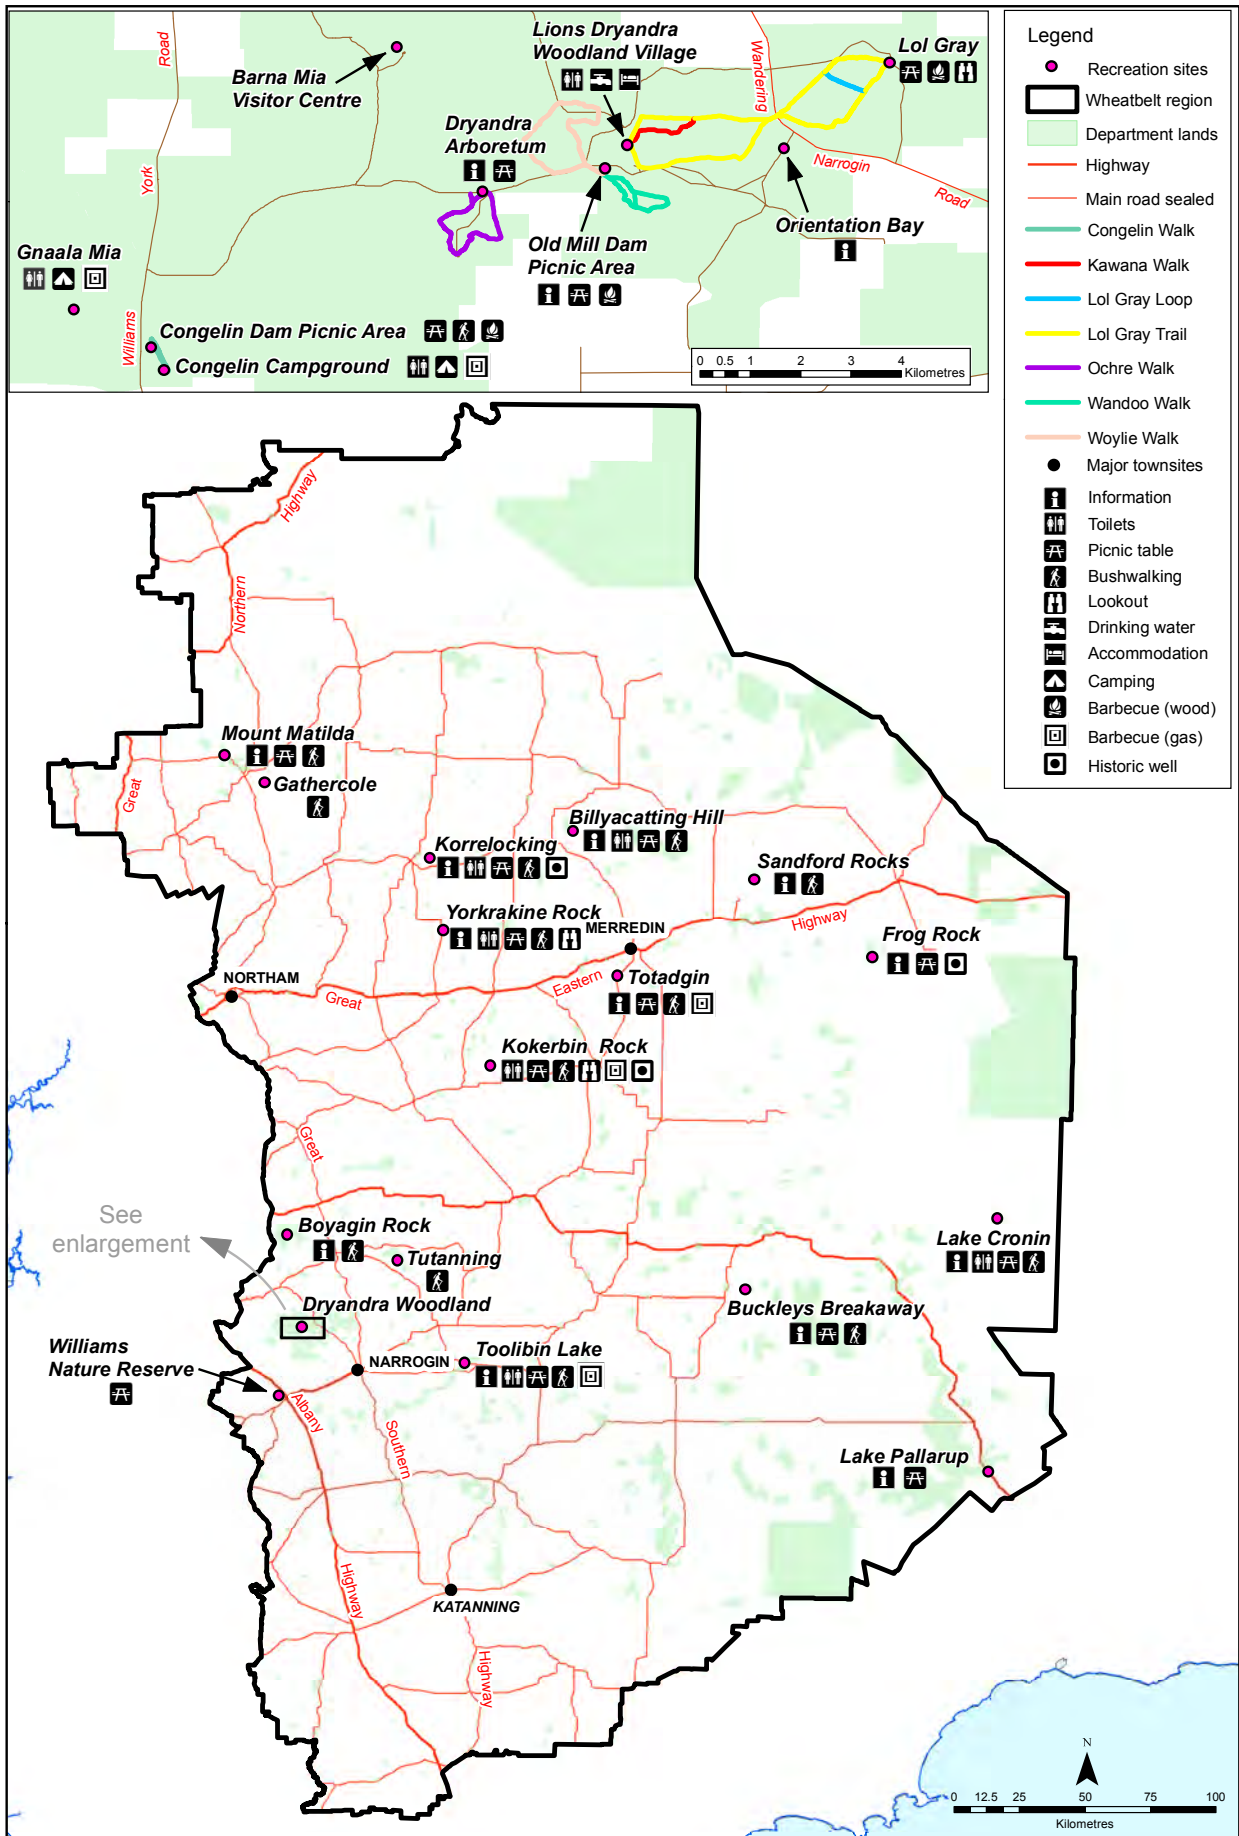 Road
Barna Mia
Visitor Centre
Lions Dryandra
Woodland Village
Wandering
Lol Gray
Dryandra
Arboretum
York
Narrogin
Road
Orientation Bay
Old Mill Dam
Picnic Area
Gnaala Mia
Williams
Congelin Dam Picnic Area
Congelin Campground
0 0.5 1 2 3 4
Kilometres
Legend
Recreation sites
Wheatbelt region
Department lands
Highway
Main road sealed
Congelin Walk
Kawana Walk
Lol Gray Loop
Lol Gray Trail
Ochre Walk
Wandoo Walk
Woylie Walk
Major townsites
Information
Toilets
Picnic table
Bushwalking
Lookout
Drinking water
Accommodation
Camping
Barbecue (wood)
Barbecue (gas)
Historic well
Highway
Northern
Mount Matilda
Great
Gathercole
Billyacatting Hill
Korrelocking
Sandford Rocks
Yorkrakine Rock
MERREDIN
Highway
Frog Rock
NORTHAM
Great
Eastern
Totadgin
Kokerbin Rock
Great
See
enlargement
Boyagin Rock
Tutanning
Lake Cronin
Dryandra Woodland
Buckleys Breakaway
Williams
Nature Reserve
NARROGIN
Toolibin Lake
Albany
Southern
Lake Pallarup
Highway
KATANNING
Highway
N
0 12.5 25 50 75 100
Kilometres